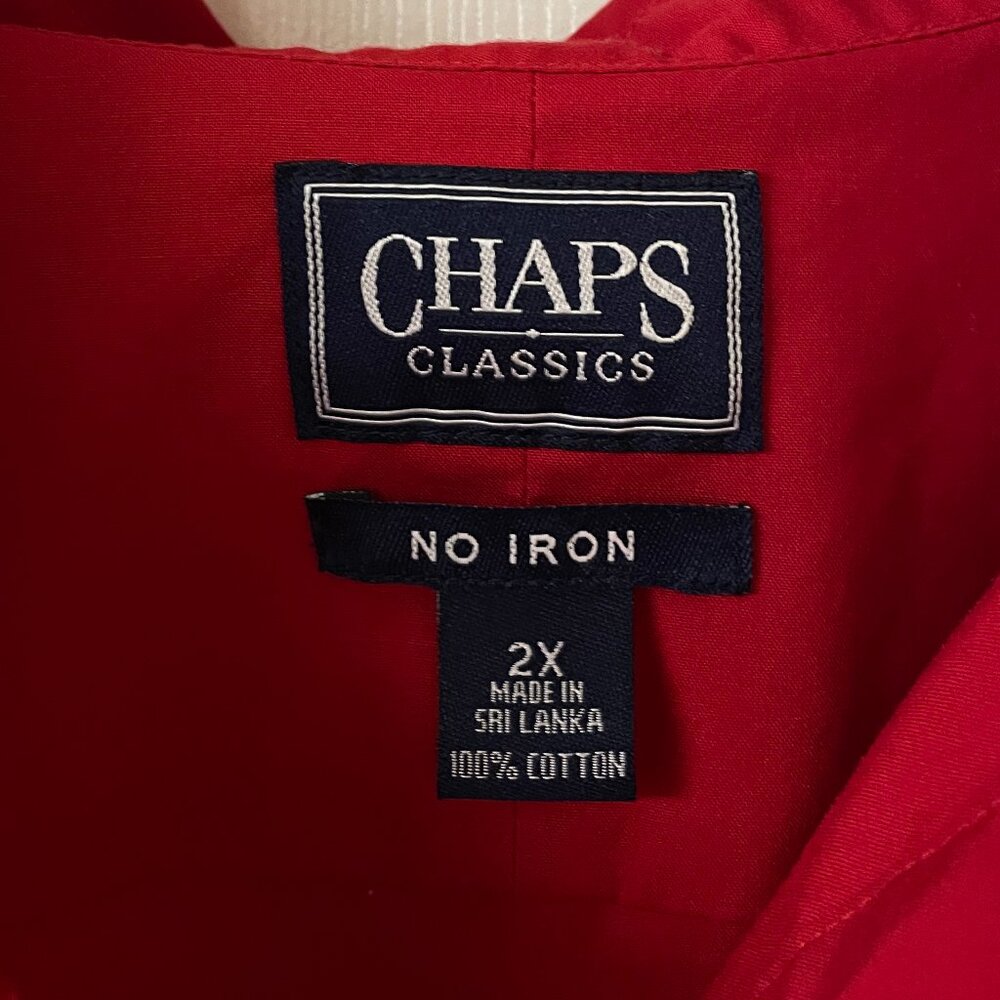 CHAPS
CLASSICS
NO IRON
2X
MADE IN
SRI LANKA
100% COTTON